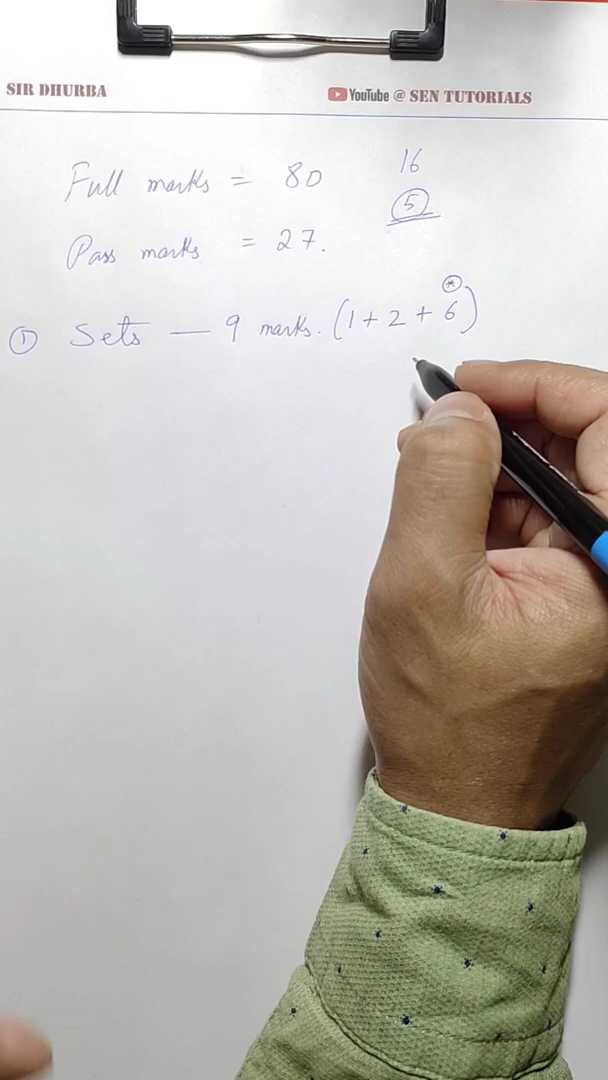 SIR DHURBA
YouTube @ SEN TUTORIALS
Full marks = 80
16
5
Pass marks = 27.
① Sets — 9 marks. (1 + 2 + 6*)